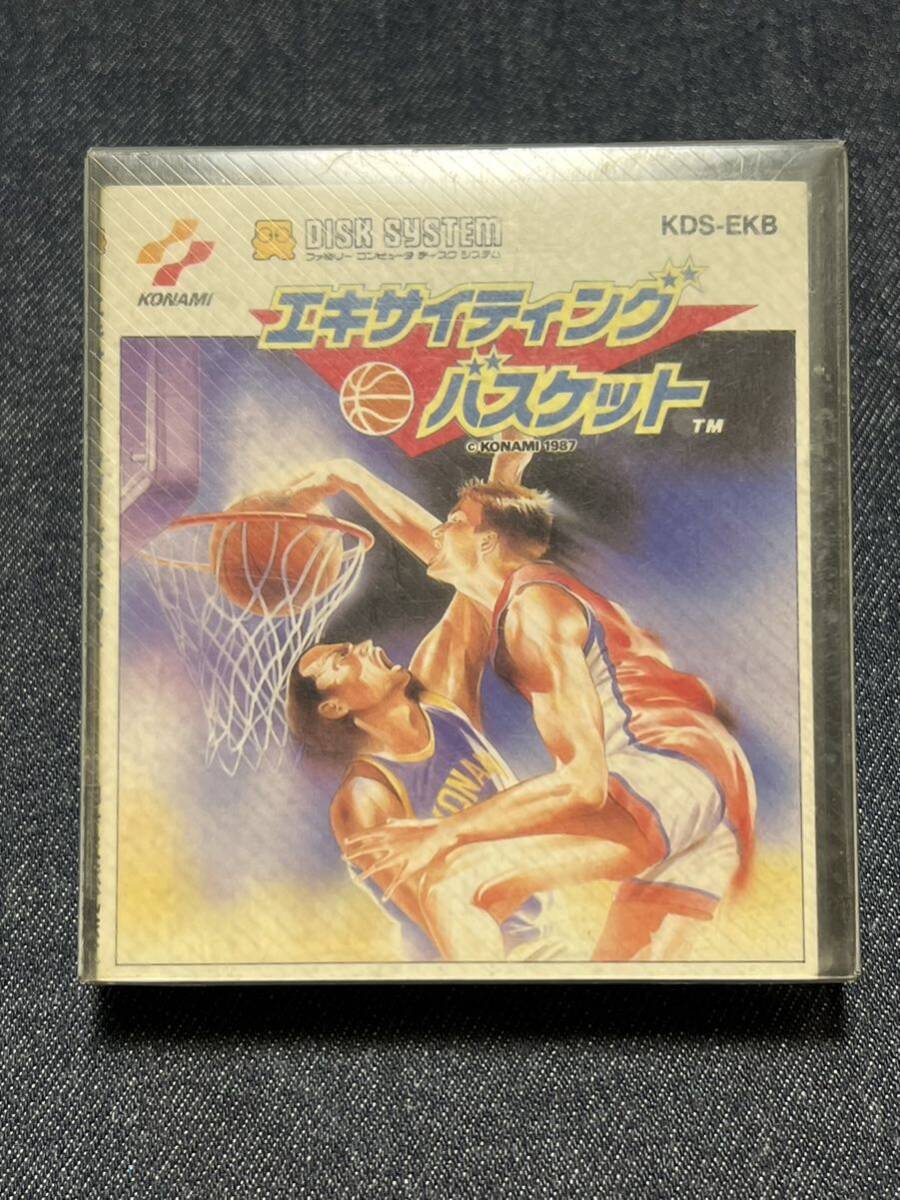 KONAMI
DISK SYSTEM
ファミリー コンピュータ ディスク システム
KDS-EKB
エキサイティング
バスケット TM
© KONAMI 1987
KONAMI